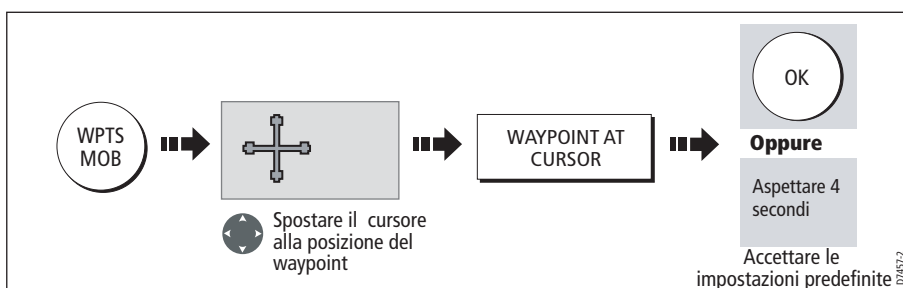 WPTS
MOB
Spostare il cursore
alla posizione del
waypoint
WAYPOINT AT
CURSOR
OK
Oppure
Aspettare 4
secondi
Accettare le
impostazioni predefinite
D7457-2